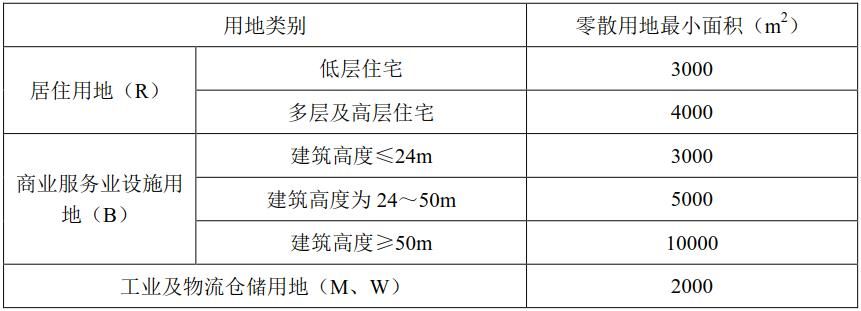 用地类别 零散用地最小面积（m²）
居住用地（R） 低层住宅 3000
多层及高层住宅 4000
商业服务业设施用
地（B）
建筑高度≤24m 3000
建筑高度为 24～50m 5000
建筑高度≥50m 10000
工业及物流仓储用地（M、W） 2000